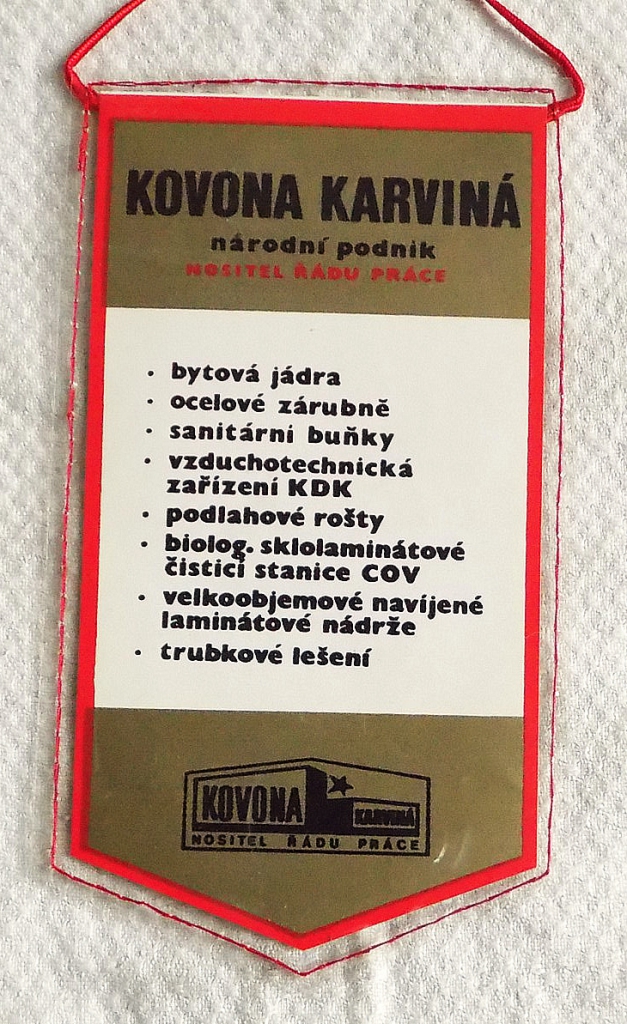 KOVONA KARVINÁ
národní podnik
NOSITEL ŘÁDU PRÁCE
• bytová jádra
• ocelové zárubně
• sanitární buňky
• vzduchotechnická
zařízení KDK
• podlahové rošty
• biolog. sklolaminátové
čisticí stanice COV
• velkoobjemové navíjené
laminátové nádrže
• trubkové lešení
KOVONA KARVINÁ
NOSITEL ŘÁDU PRÁCE